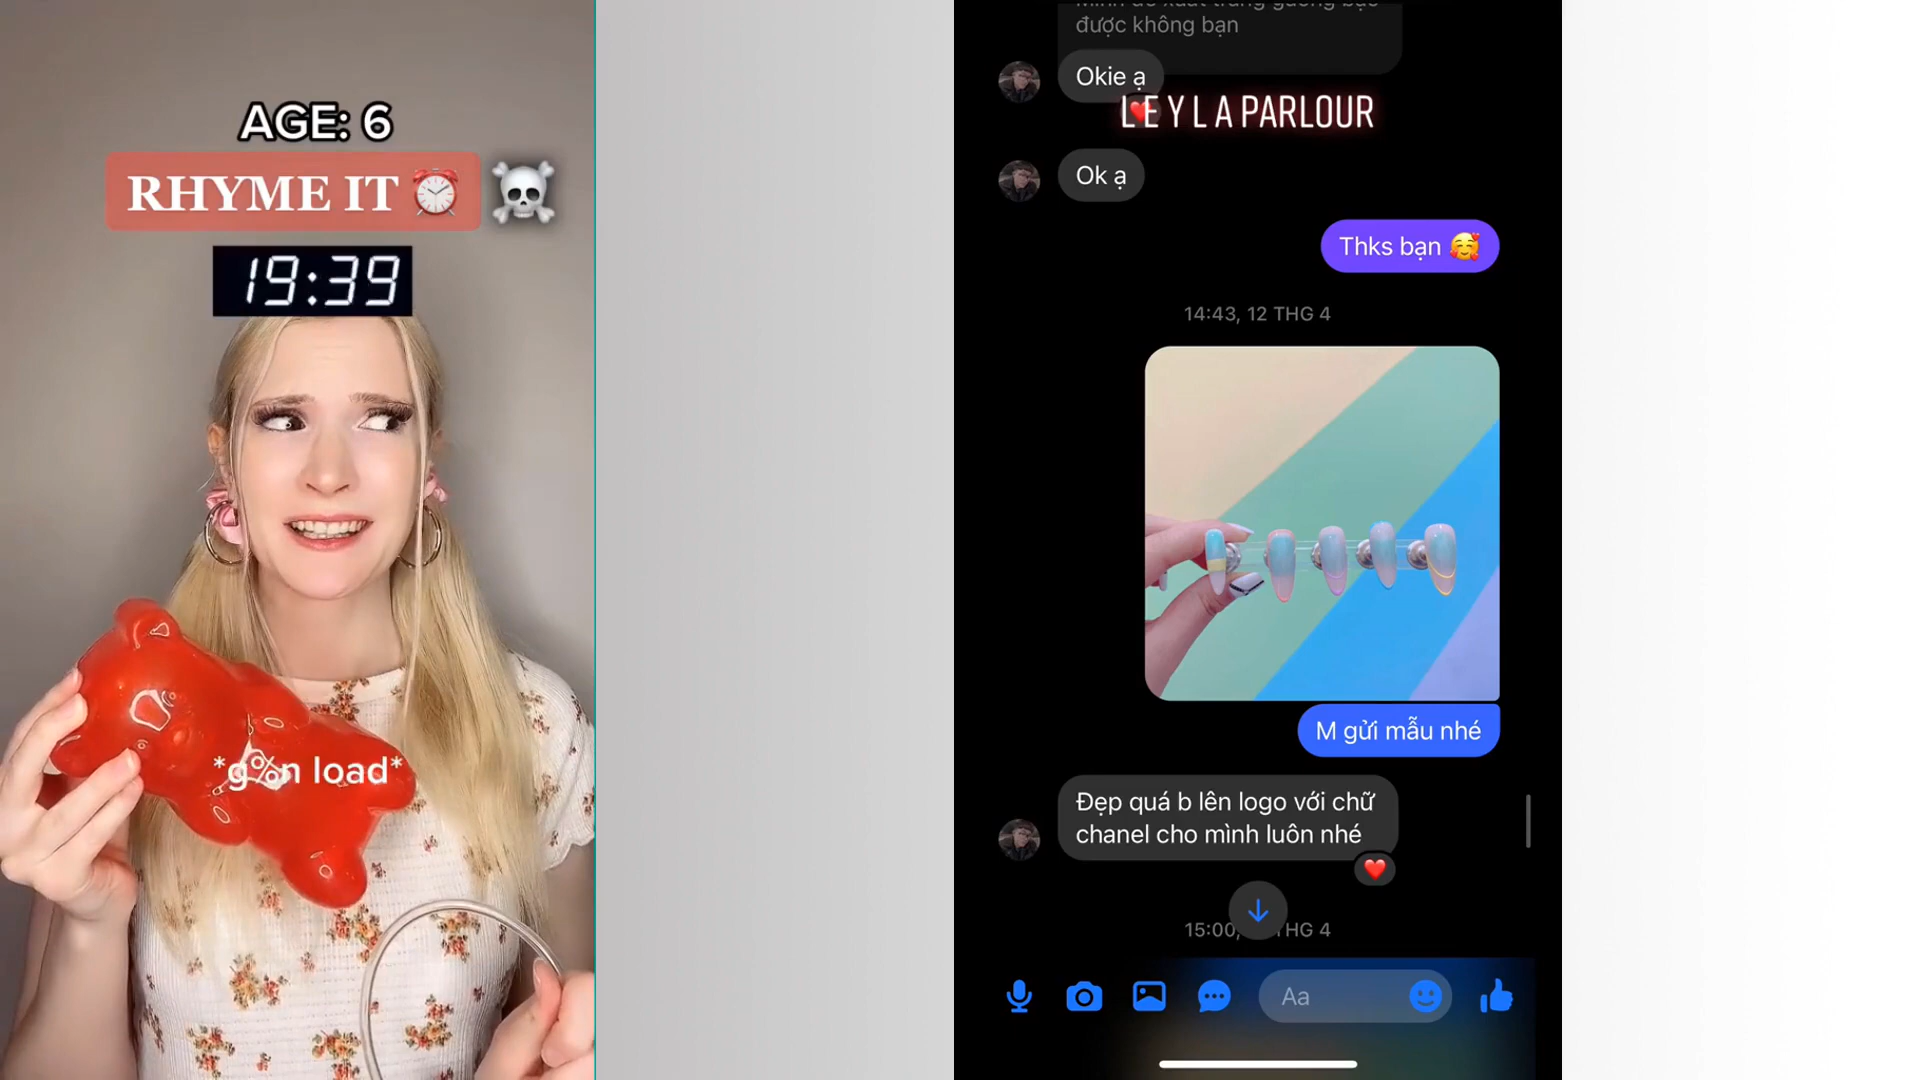 AGE: 6
RHYME IT
19:39
*g%n load*
được không bạn
Okie ạ
L E Y L A PARLOUR
Ok ạ
Thks bạn
14:43, 12 THG 4
M gửi mẫu nhé
Đẹp quá b lên logo với chữ
chanel cho mình luôn nhé
15:00, THG 4
Aa